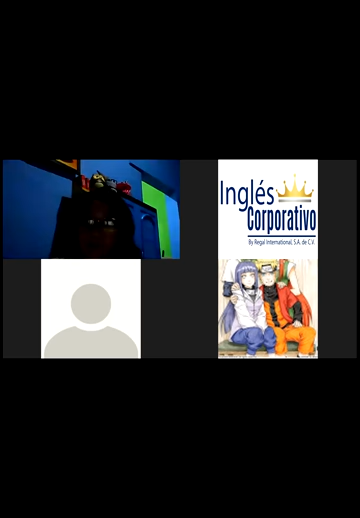 Inglés
Corporativo
By Regal International, S.A. de C.V.